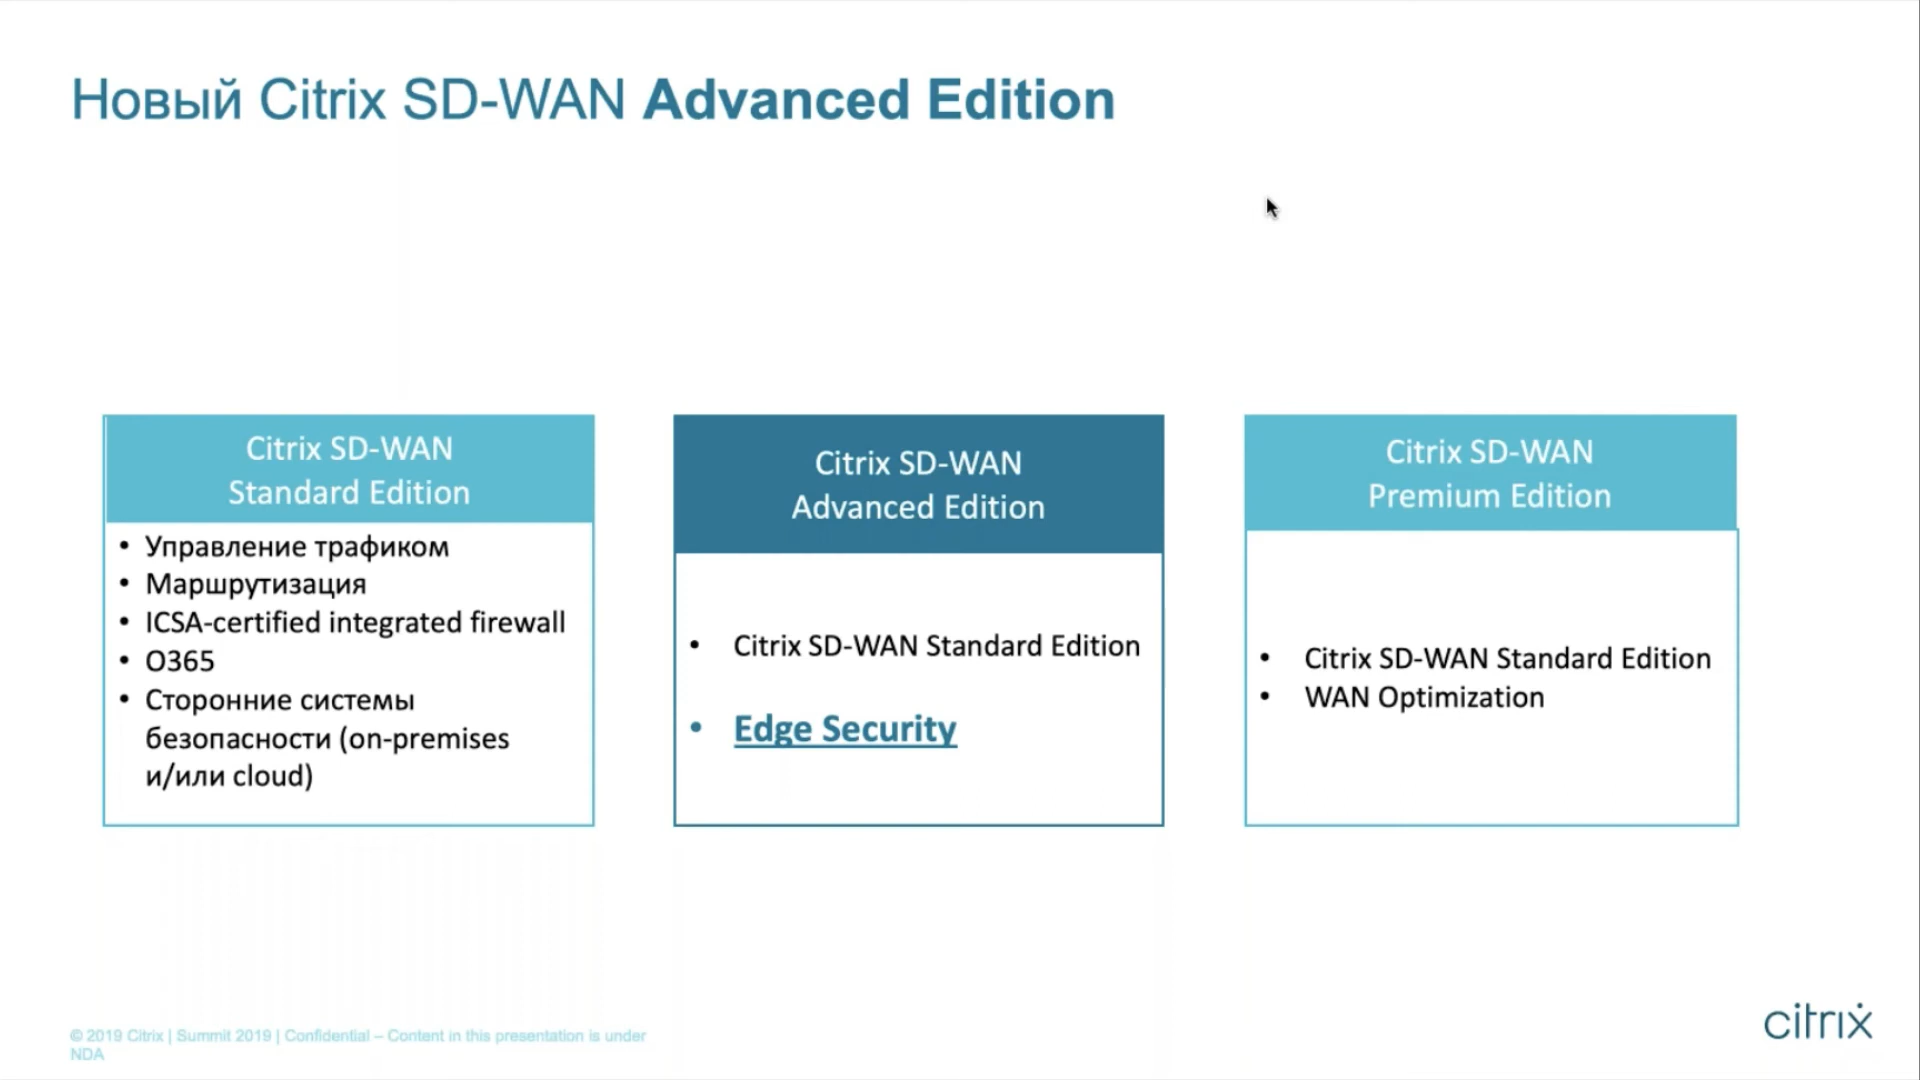 Новый Citrix SD-WAN Advanced Edition
Citrix SD-WAN
Standard Edition
• Управление трафиком
• Маршрутизация
• ICSA-certified integrated firewall
• O365
• Сторонние системы
безопасности (on-premises
и/или cloud)
Citrix SD-WAN
Advanced Edition
• Citrix SD-WAN Standard Edition
• Edge Security
Citrix SD-WAN
Premium Edition
• Citrix SD-WAN Standard Edition
• WAN Optimization
© 2019 Citrix | Summit 2019 | Confidential – Content in this presentation is under
NDA
citrix